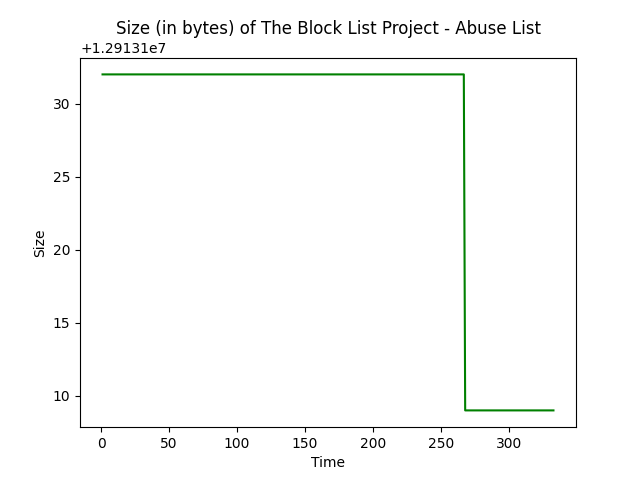 Size (in bytes) of The Block List Project - Abuse List
+1.29131e7
30
25
20
15
10
Size
0 50 100 150 200 250 300
Time